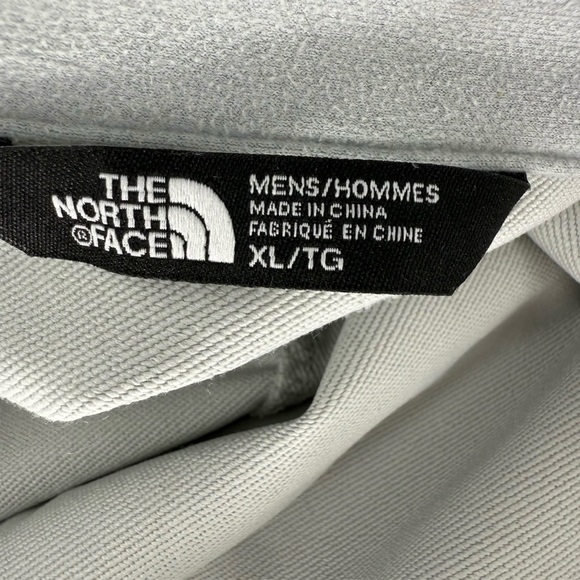 THE
NORTH
®FACE
MENS/HOMMES
MADE IN CHINA
FABRIQUÉ EN CHINE
XL/TG